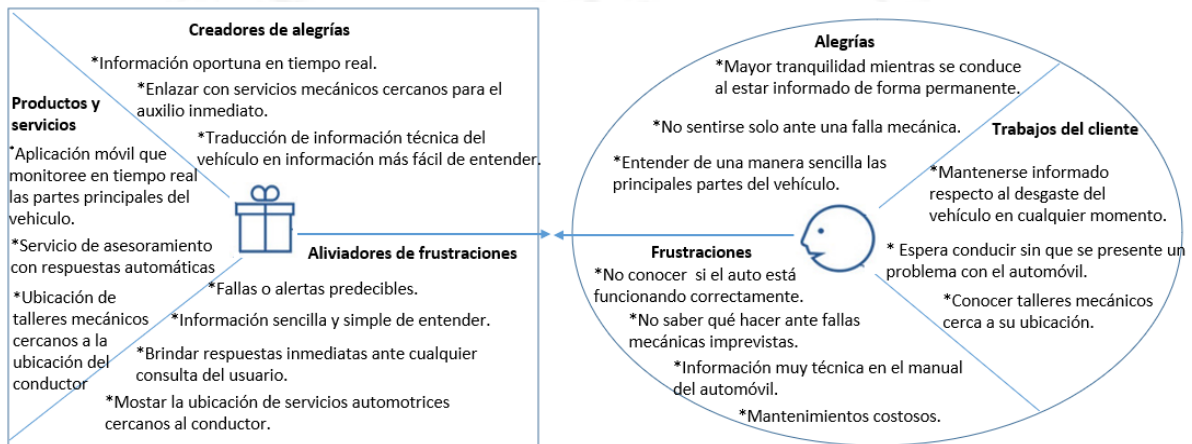 Creadores de alegrías
*Información oportuna en tiempo real.
*Enlazar con servicios mecánicos cercanos para el
auxilio inmediato.
*Traducción de información técnica del
vehículo en información más fácil de entender.
Productos y
servicios
*Aplicación móvil que
monitoree en tiempo real
las partes principales del
vehiculo.
*Servicio de asesoramiento
con respuestas automáticas
*Ubicación de
talleres mecánicos
cercanos a la
ubicación del
conductor
Aliviadores de frustraciones
*Fallas o alertas predecibles.
*Información sencilla y simple de entender.
*Brindar respuestas inmediatas ante cualquier
consulta del usuario.
*Mostar la ubicación de servicios automotrices
cercanos al conductor.
Alegrías
*Mayor tranquilidad mientras se conduce
al estar informado de forma permanente.
*No sentirse solo ante una falla mecánica.
*Entender de una manera sencilla las
principales partes del vehículo.
Trabajos del cliente
*Mantenerse informado
respecto al desgaste del
vehículo en cualquier momento.
* Espera conducir sin que se presente un
problema con el automóvil.
*Conocer talleres mecánicos
cerca a su ubicación.
Frustraciones
*No conocer si el auto está
funcionando correctamente.
*No saber qué hacer ante fallas
mecánicas imprevistas.
*Información muy técnica en el manual
del automóvil.
*Mantenimientos costosos.